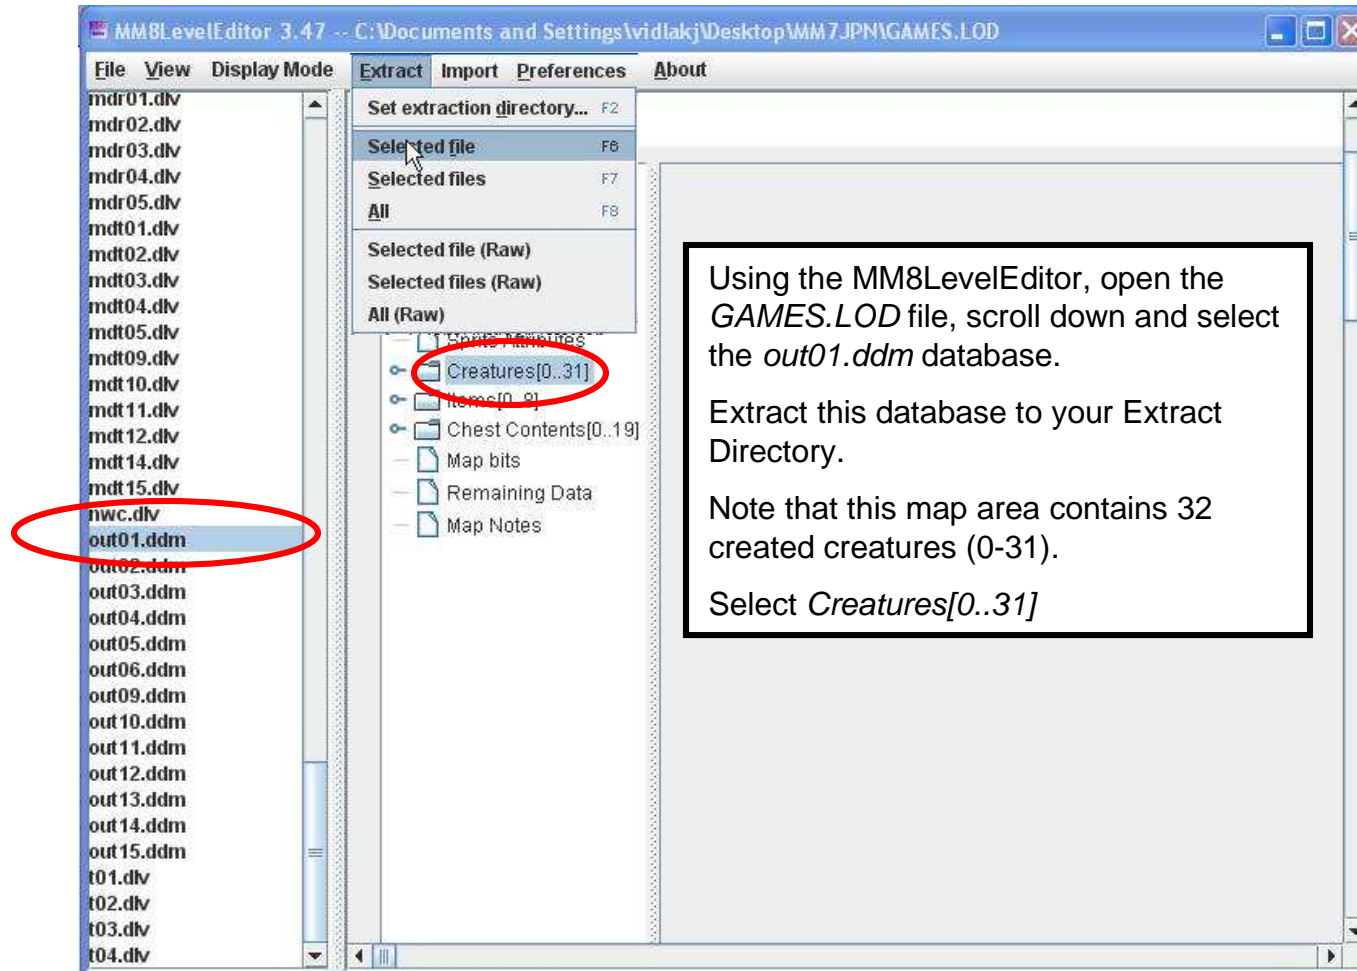 MM8LevelEditor 3.47 -- C:\Documents and Settings\vidlakj\Desktop\MM7JPN\GAMES.LOD
File View Display Mode Extract Import Preferences About
mdr01.dlv
mdr02.dlv
mdr03.dlv
mdr04.dlv
mdr05.dlv
mdt01.dlv
mdt02.dlv
mdt03.dlv
mdt04.dlv
mdt05.dlv
mdt09.dlv
mdt10.dlv
mdt11.dlv
mdt12.dlv
mdt14.dlv
mdt15.dlv
nwc.dlv
out01.ddm
out02.ddm
out03.ddm
out04.ddm
out05.ddm
out06.ddm
out09.ddm
out10.ddm
out11.ddm
out12.ddm
out13.ddm
out14.ddm
out15.ddm
t01.dlv
t02.dlv
t03.dlv
t04.dlv
Set extraction directory... F2
Selected file F6
Selected files F7
All F8
Selected file (Raw)
Selected files (Raw)
All (Raw)
Sprite Attributes
Creatures[0..31]
Items[0..8]
Chest Contents[0..19]
Map bits
Remaining Data
Map Notes
Using the MM8LevelEditor, open the
GAMES.LOD file, scroll down and select
the out01.ddm database.
Extract this database to your Extract
Directory.
Note that this map area contains 32
created creatures (0-31).
Select Creatures[0..31]